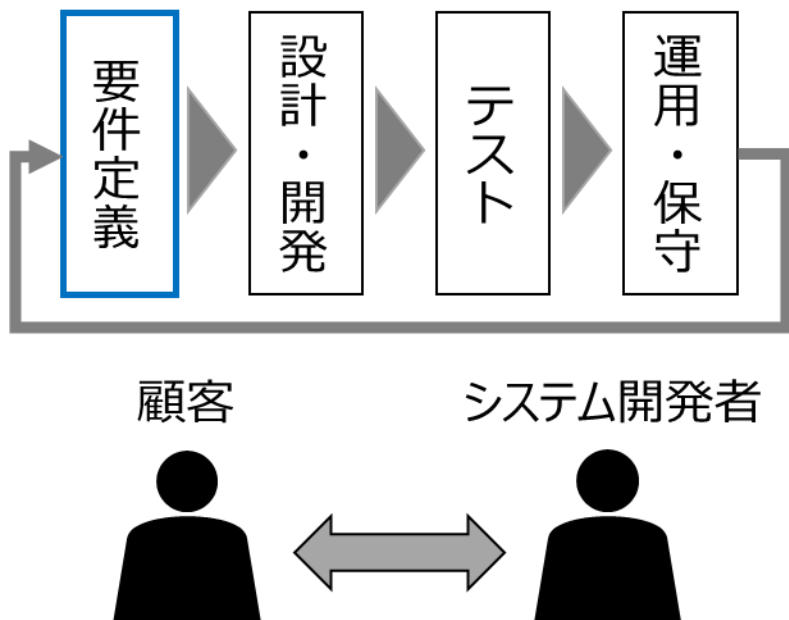 要件定義
設計・開発
テスト
運用・保守
顧客
システム開発者